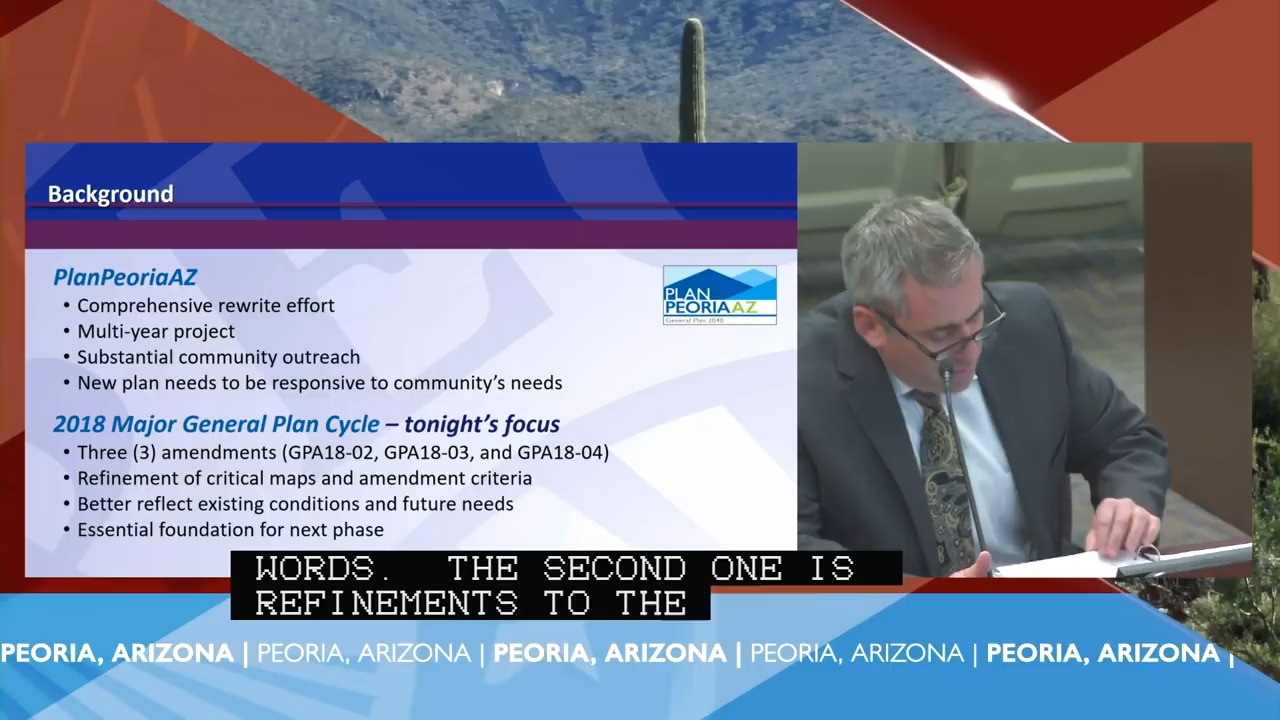 Background
PlanPeoriaAZ
• Comprehensive rewrite effort
• Multi-year project
• Substantial community outreach
• New plan needs to be responsive to community's needs
PLAN
PEORIAAZ
General Plan 2040
2018 Major General Plan Cycle – tonight's focus
• Three (3) amendments (GPA18-02, GPA18-03, and GPA18-04)
• Refinement of critical maps and amendment criteria
• Better reflect existing conditions and future needs
• Essential foundation for next phase
WORDS. THE SECOND ONE IS
REFINEMENTS TO THE
PEORIA, ARIZONA | PEORIA, ARIZONA | PEORIA, ARIZONA | PEORIA, ARIZONA | PEORIA, ARIZONA |